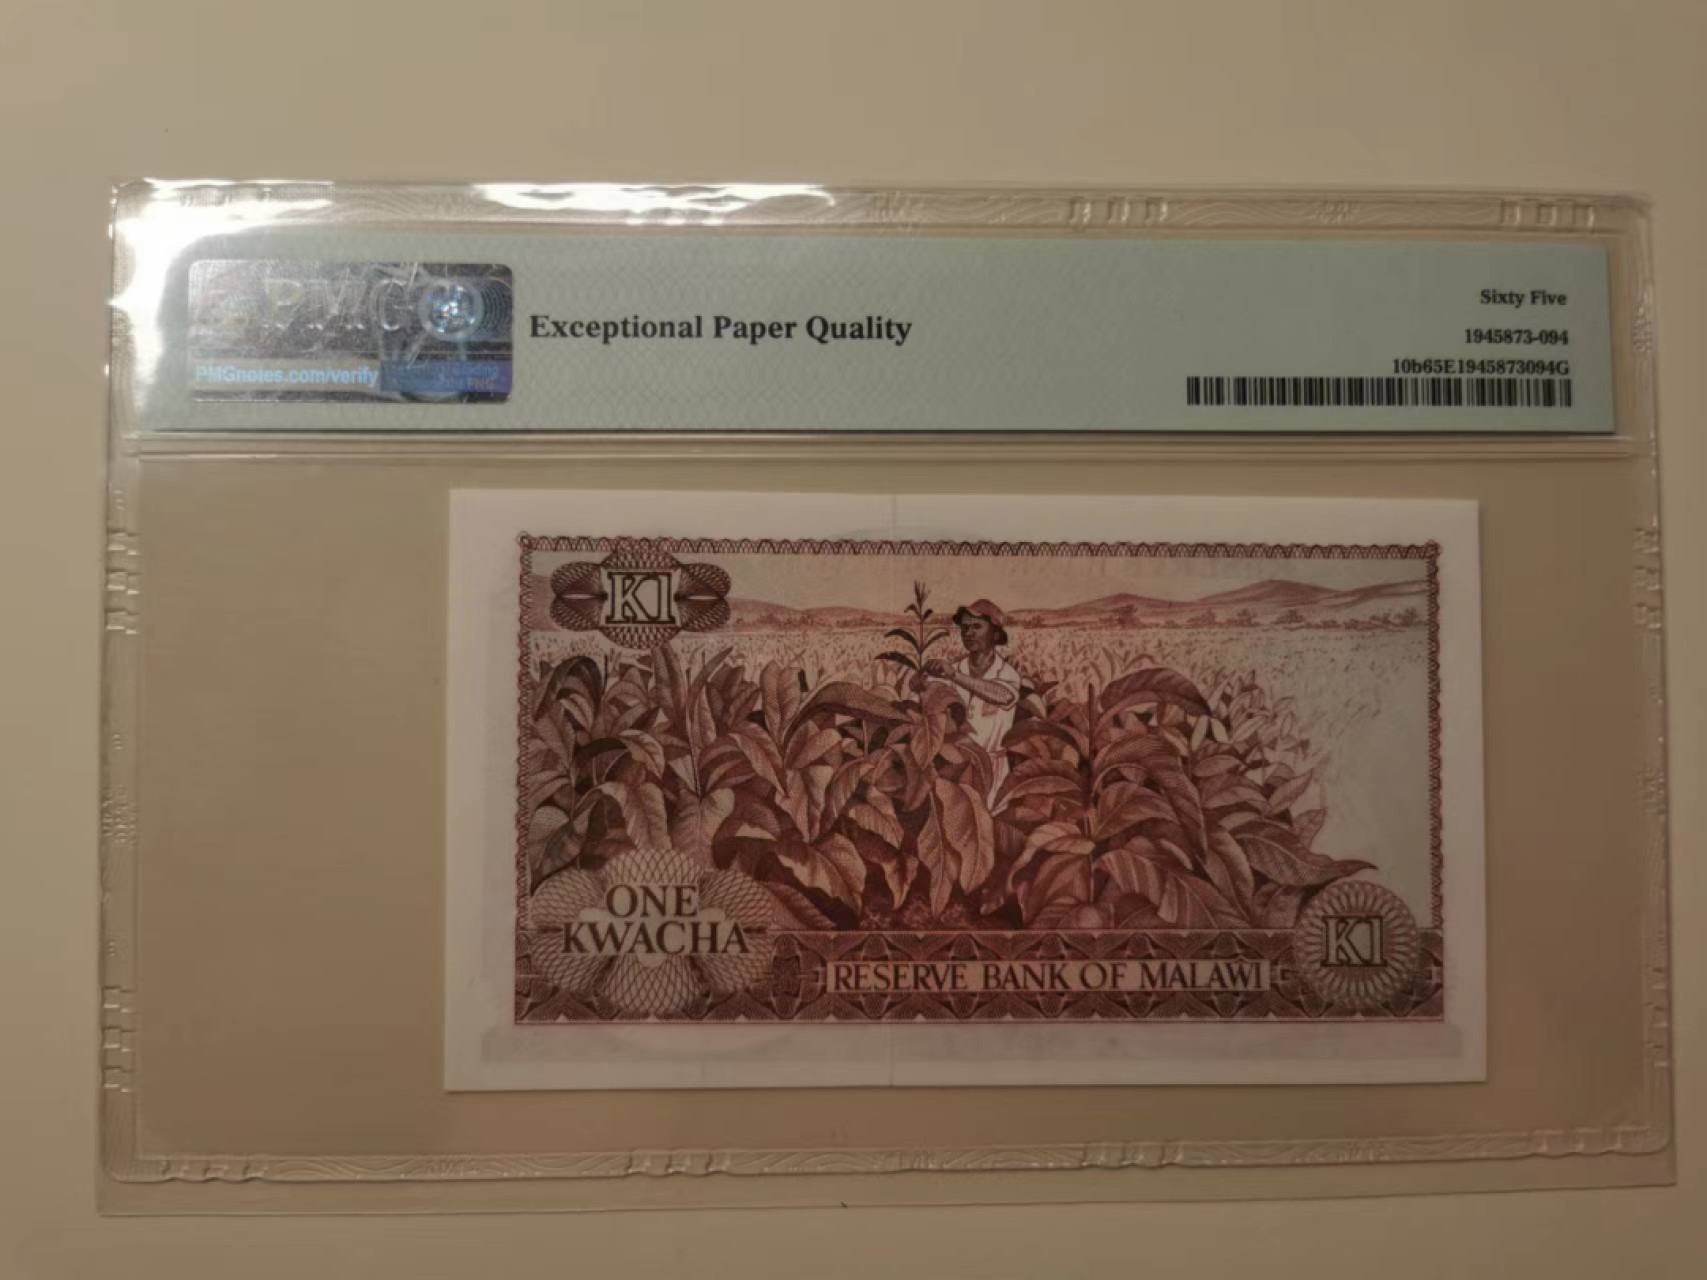 PMG
PMGnotes.com/verify
Exceptional Paper Quality
Sixty Five
1945873-094
10b65E1945873094G
K1
ONE
KWACHA
RESERVE BANK OF MALAWI
K1